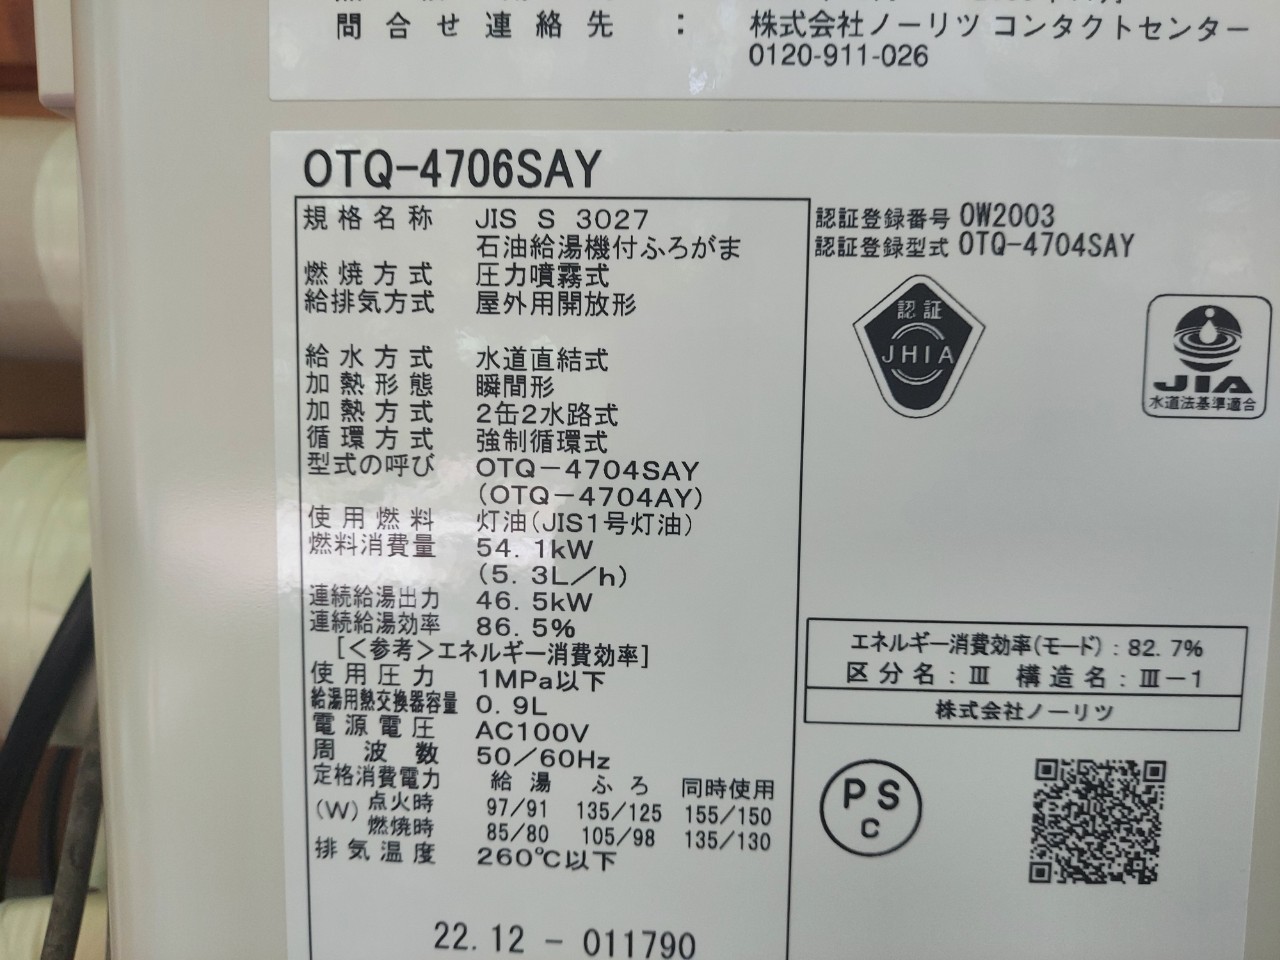 問合せ連絡先 : 株式会社ノーリツ コンタクトセンター
0120-911-026
OTQ-4706SAY
規格名称 JIS S 3027
石油給湯機付ふろがま
燃焼方式 圧力噴霧式
給排気方式 屋外用開放形
給水方式 水道直結式
加熱形態 瞬間形
加熱方式 2缶2水路式
循環方式 強制循環式
型式の呼び OTQ-4704SAY
(OTQ-4704AY)
使用燃料 灯油(JIS1号灯油)
燃料消費量 54.1kW
(5.3L/h)
連続給湯出力 46.5kW
連続給湯効率 86.5%
[<参考>エネルギー消費効率]
使用圧力 1MPa以下
給湯用熱交換器容量 0.9L
電源電圧 AC100V
周波数 50/60Hz
定格消費電力 給湯 ふろ 同時使用
(W) 点火時 97/91 135/125 155/150
燃焼時 85/80 105/98 135/130
排気温度 260℃以下
22.12 - 011790
認証登録番号 OW2003
認証登録型式 OTQ-4704SAY
認証
JHIA
JIA
水道法基準適合
エネルギー消費効率(モード):82.7%
区分名:Ⅲ 構造名:Ⅲ-1
株式会社ノーリツ
PS
C